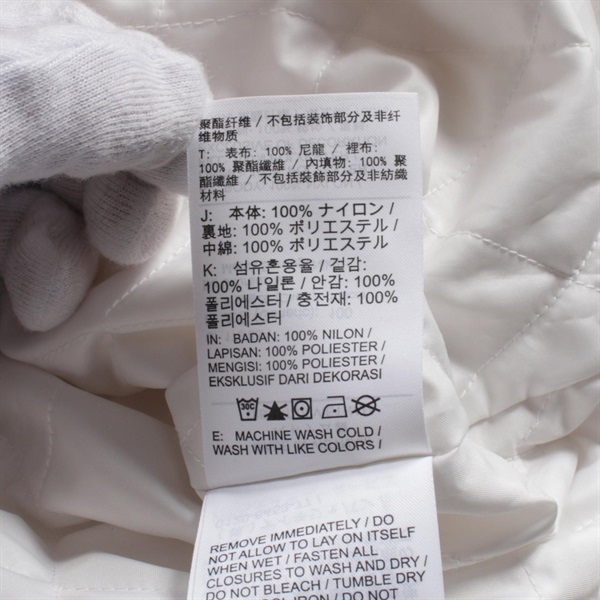 聚酯纤维 / 不包括装饰部分及非纤
维物质
T: 表布: 100% 尼龍 / 裡布:
100% 聚酯纖維 / 內填物: 100% 聚
酯纖維 / 不包括裝飾部分及非紡織
材料
J: 本体: 100% ナイロン /
裏地: 100% ポリエステル /
中綿: 100% ポリエステル
K: 섬유혼용율 / 겉감:
100% 나일론 / 안감: 100%
폴리에스터 / 충전재: 100%
폴리에스터
IN: BADAN: 100% NILON /
LAPISAN: 100% POLIESTER /
MENGISI: 100% POLIESTER /
EKSKLUSIF DARI DEKORASI
30C
E: MACHINE WASH COLD /
WASH WITH LIKE COLORS /
REMOVE IMMEDIATELY / DO
NOT ALLOW TO LAY ON ITSELF
WHEN WET / FASTEN ALL
CLOSURES TO WASH AND DRY /
DO NOT BLEACH / TUMBLE DRY